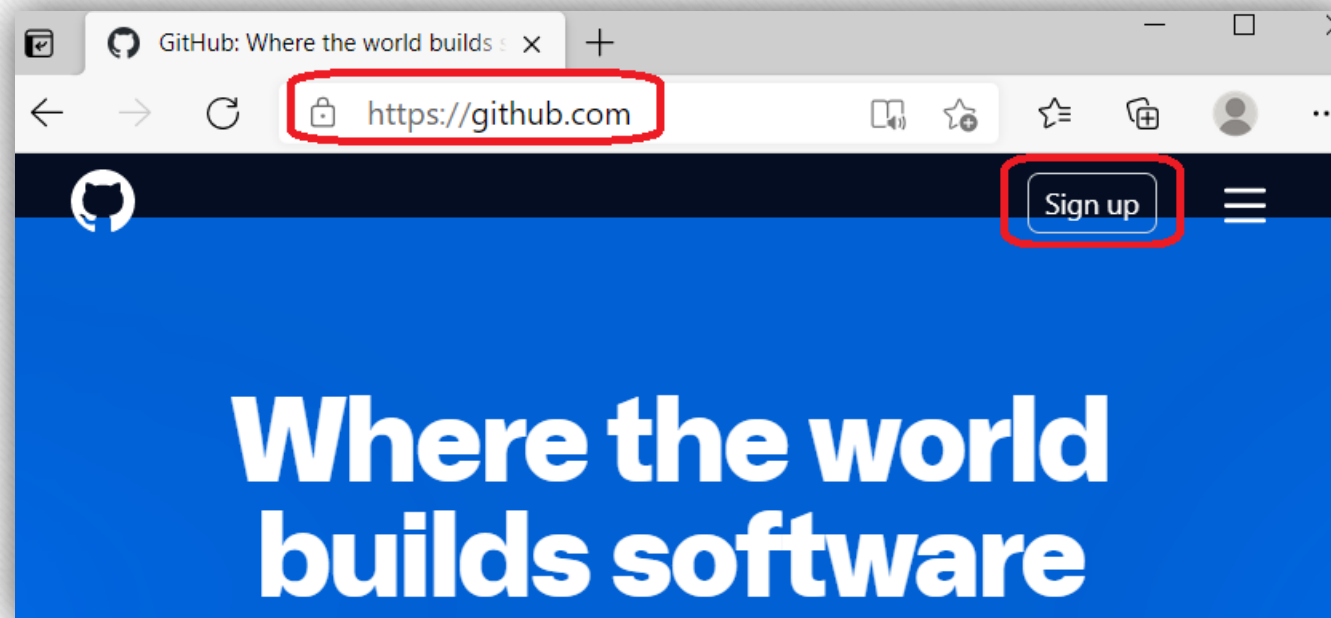 GitHub: Where the world builds s
https://github.com
Sign up
Where the world
builds software